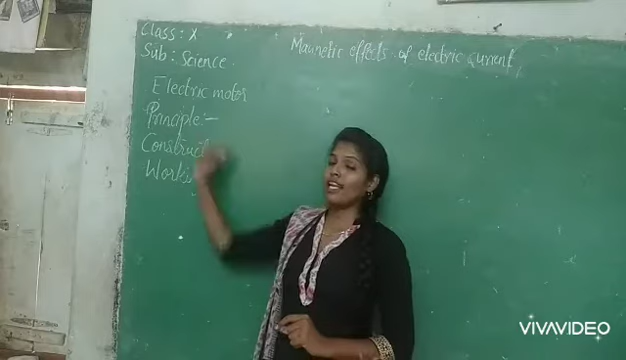 Class : X
Sub : Science
Magnetic effects of electric current
Electric motor
Principle :-
VIVAVIDEO